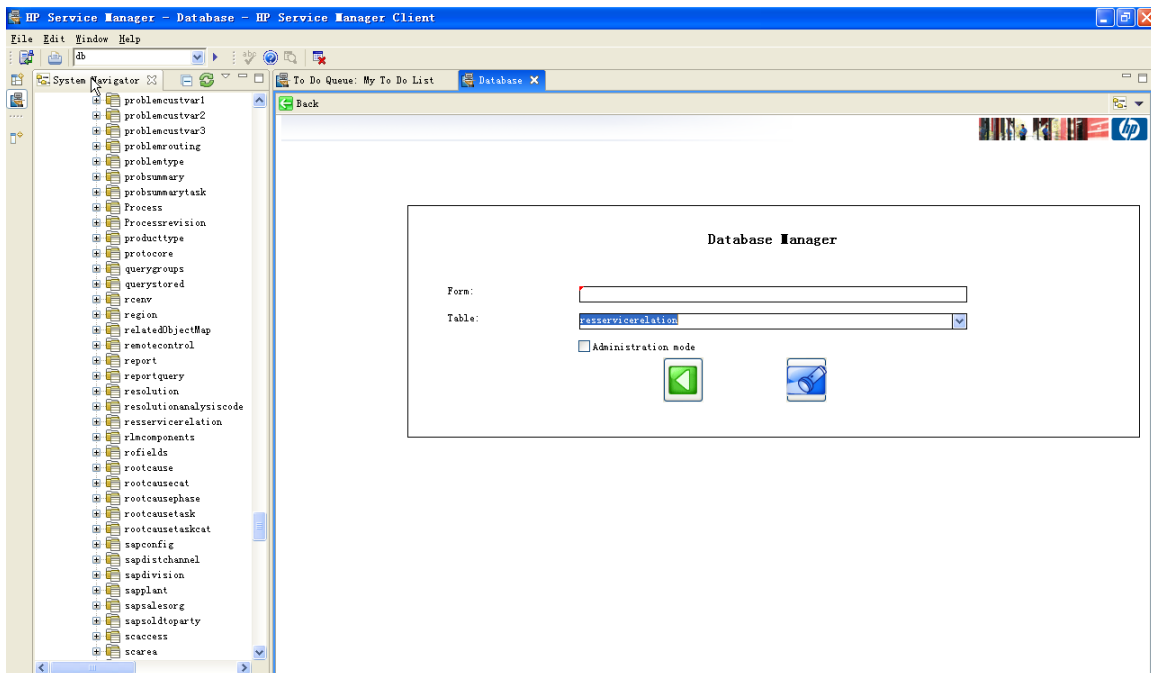 HP Service Manager - Database - HP Service Manager Client
File Edit Window Help
db
System Navigator
To Do Queue: My To Do List
Database
Back
problemcustvar1
problemcustvar2
problemcustvar3
problemrouting
problemtype
probsummary
probsummarytask
Process
Processrevision
producttype
protocore
querygroups
querystored
rcenv
region
relatedObjectMap
remotecontrol
report
reportquery
resolution
resolutionanalysiscode
resservicerelation
rlmcomponents
rofields
rootcause
rootcausecat
rootcausephase
rootcausetask
rootcausetaskcat
sapconfig
sapdistchannel
sapdivision
sapplant
sapsalesorg
sapsoldtoparty
scaccess
scarea
hp
Database Manager
Form:
Table:
resservicerelation
Administration mode